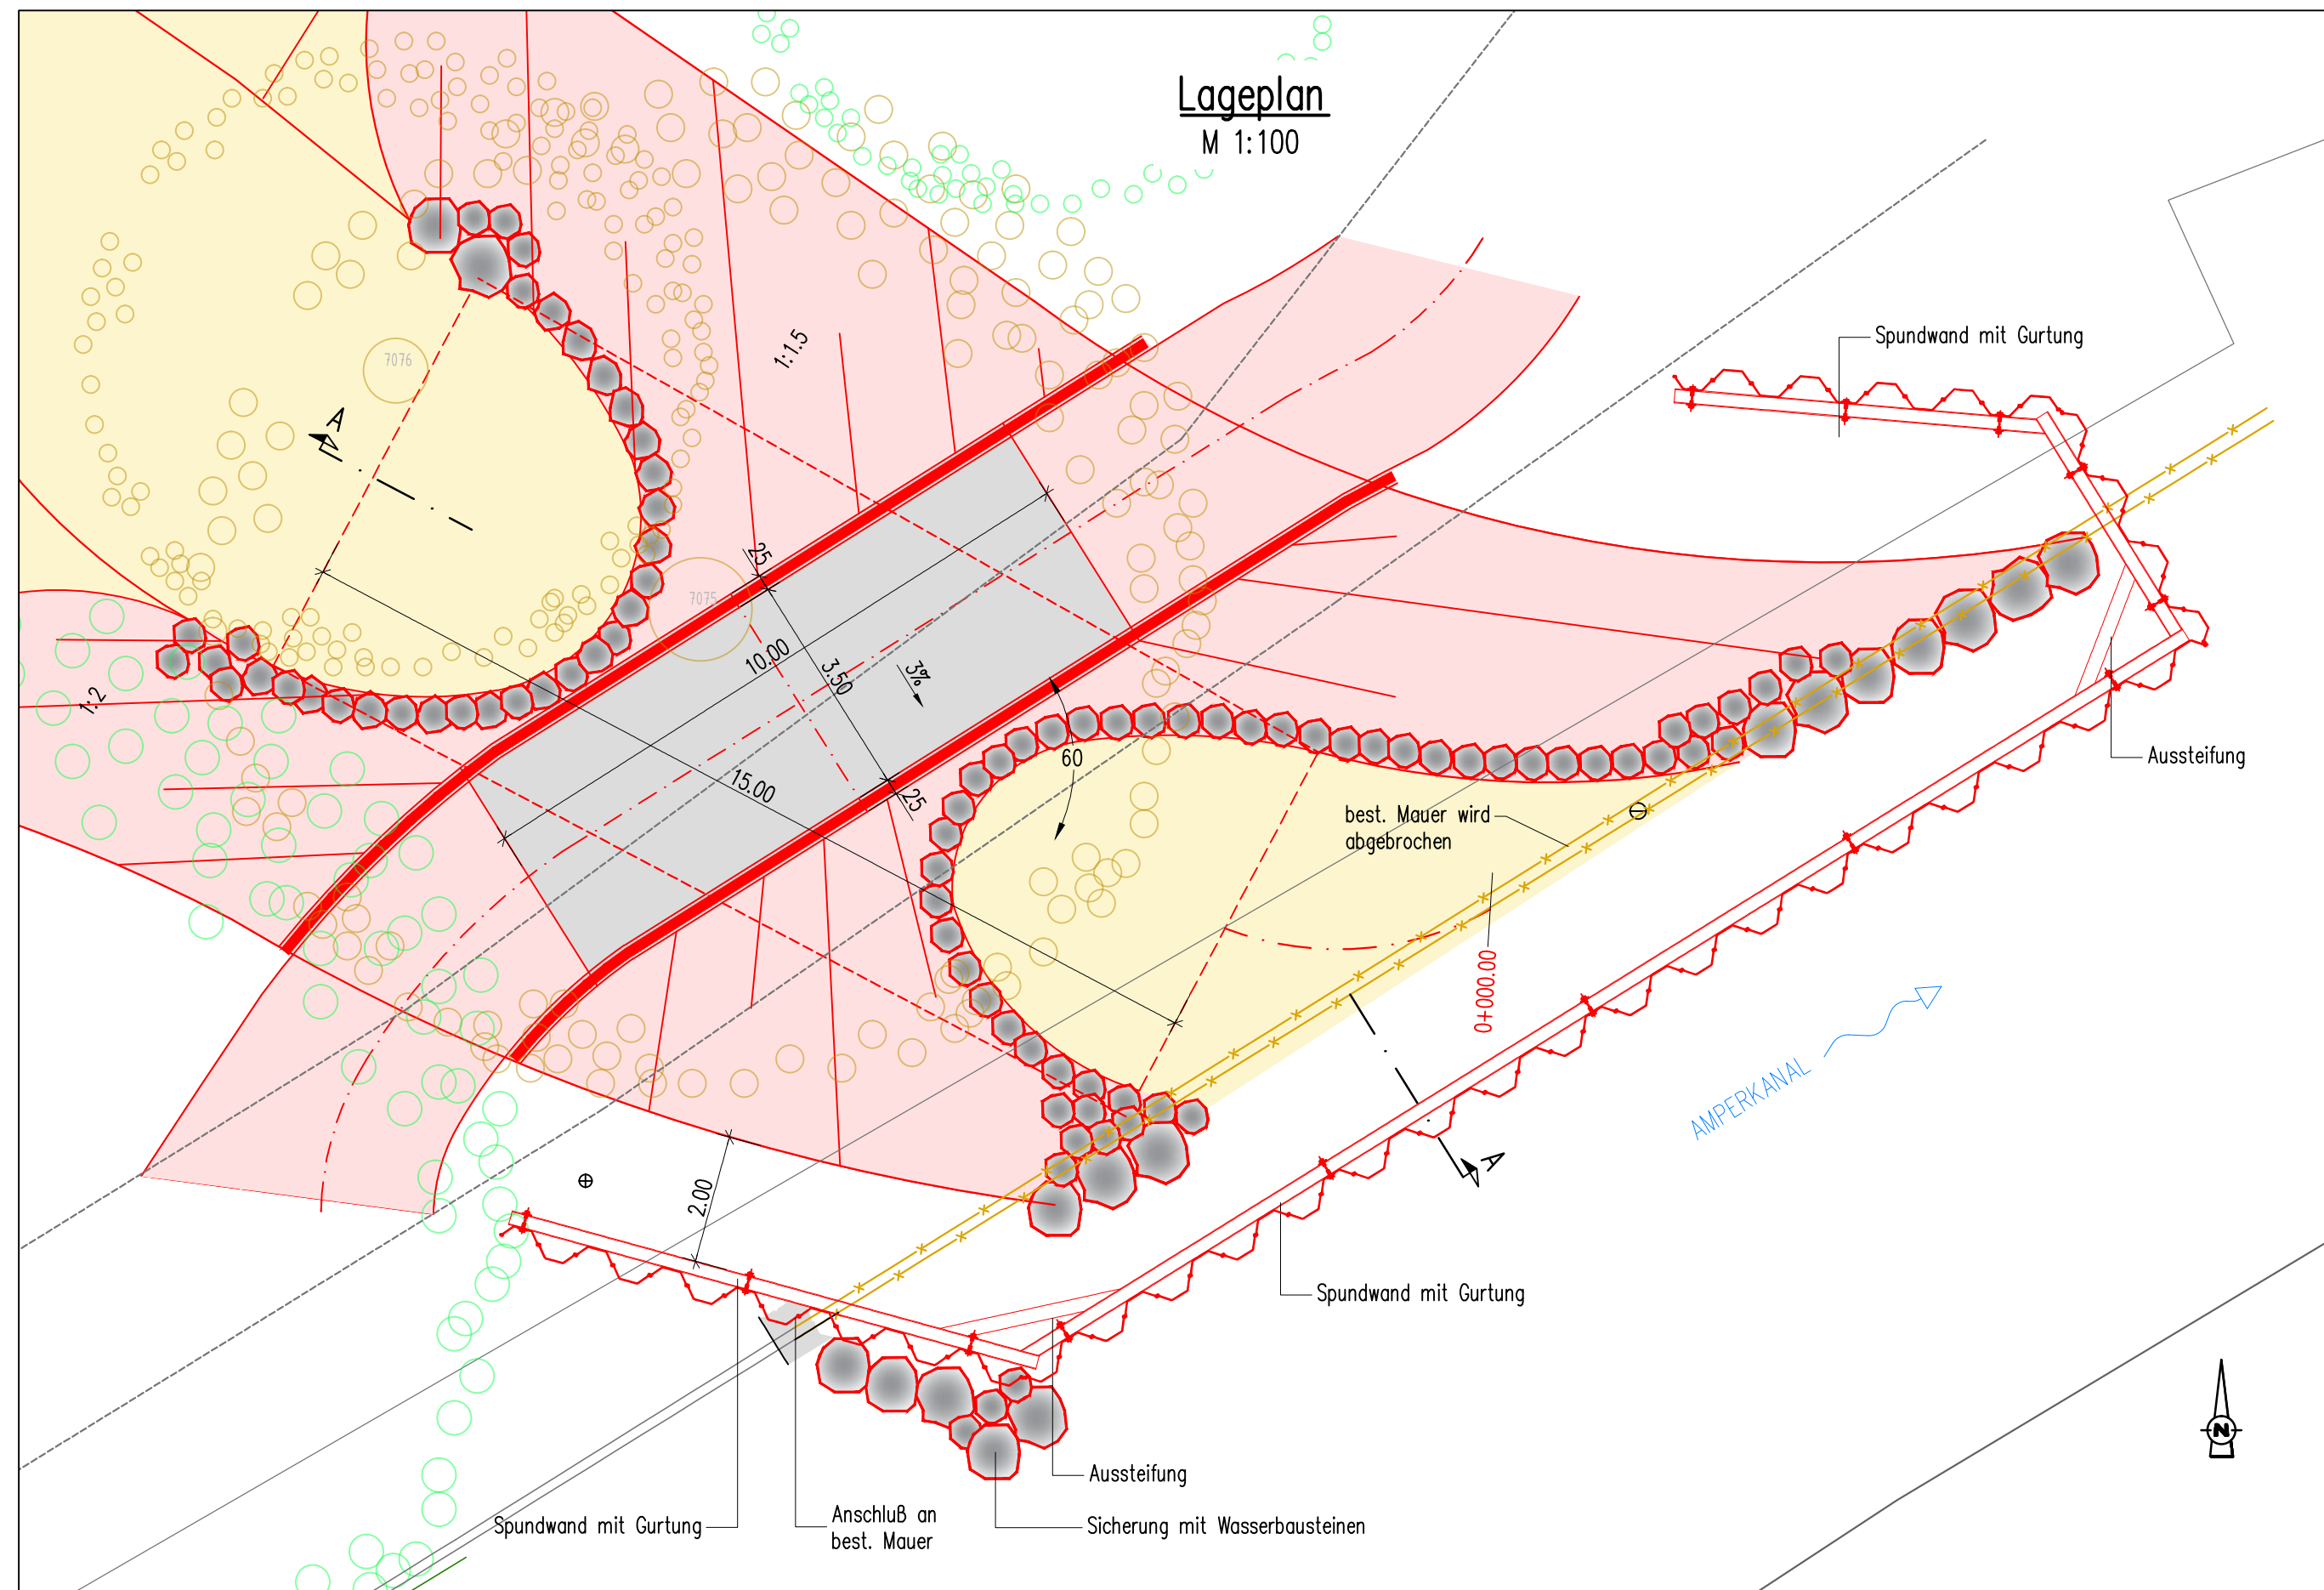 Lageplan
M 1:100
Spundwand mit Gurtung
1:1.5
7076
A
25
7075
10.00
3.50
3%
1:2
60
Aussteifung
15.00
25
best. Mauer wird
abgebrochen
0+000.00
AMPERKANAL
A
2.00
Spundwand mit Gurtung
N
Aussteifung
Spundwand mit Gurtung
Anschluß an
best. Mauer
Sicherung mit Wasserbausteinen